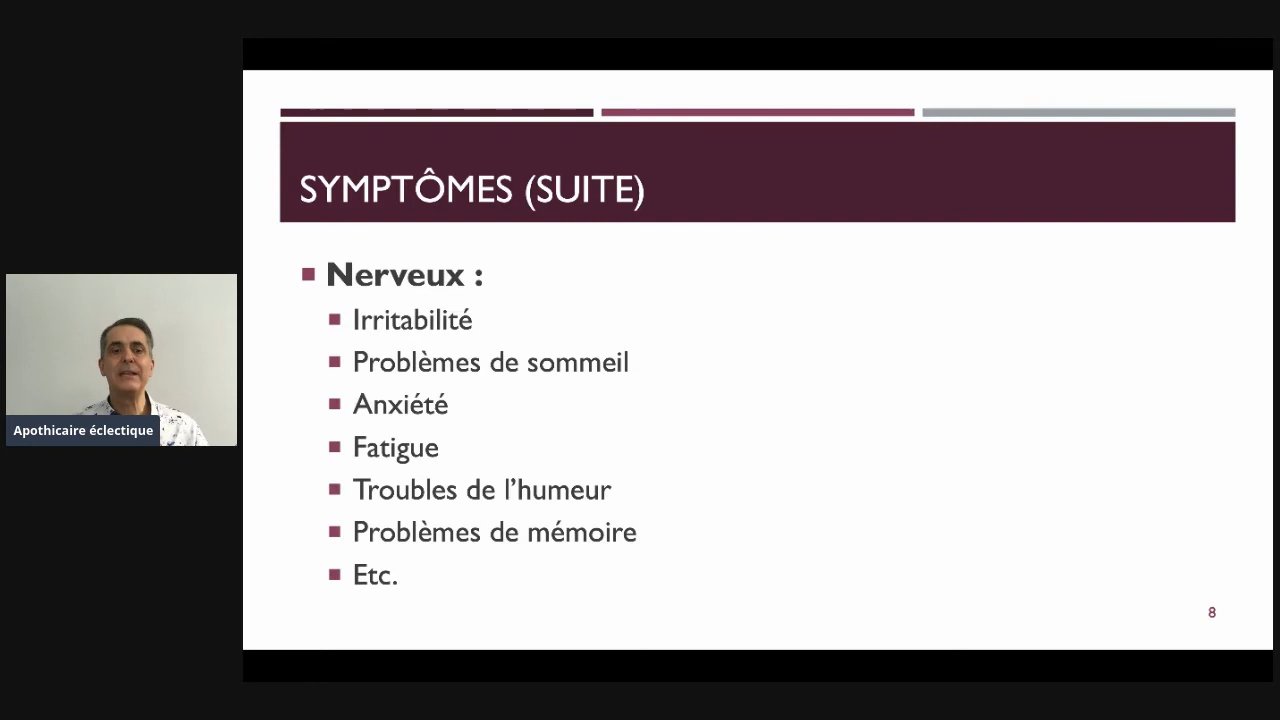 SYMPTÔMES (SUITE)
Nerveux :
Irritabilité
Problèmes de sommeil
Anxiété
Fatigue
Troubles de l’humeur
Problèmes de mémoire
Etc.
8
Apothicaire éclectique